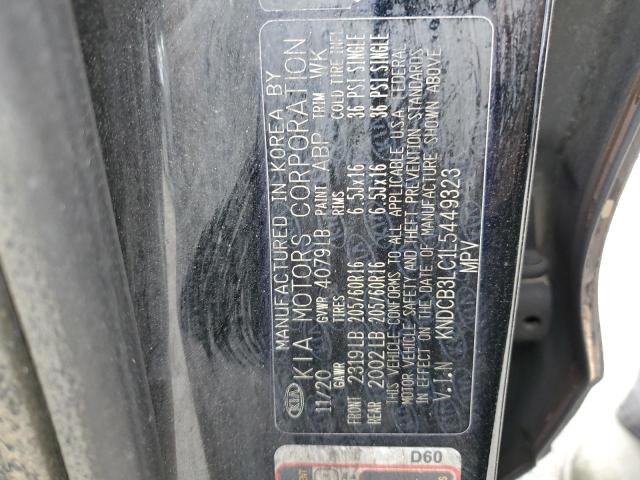 KIA
MANUFACTURED IN KOREA BY
KIA MOTORS CORPORATION
11/20 GVWR 4079LB PAINT ABP TRIM WK
GAWR TIRES RIMS COLD TIRE INFL
FRONT 2319LB 205/60R16 6.5Jx16 36 PSI SINGLE
REAR 2002LB 205/60R16 6.5Jx16 36 PSI SINGLE
THIS VEHICLE CONFORMS TO ALL APPLICABLE U.S.A. FEDERAL
MOTOR VEHICLE SAFETY AND THEFT PREVENTION STANDARDS
IN EFFECT ON THE DATE OF MANUFACTURE SHOWN ABOVE.
V.I.N KNDCB3LC1L5449323
MPV
D60